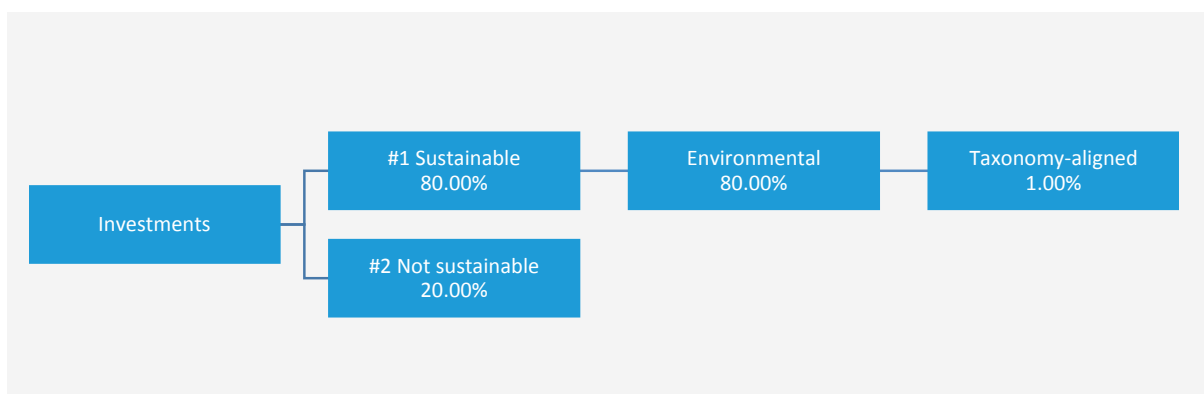 Investments
#1 Sustainable
80.00%
Environmental
80.00%
Taxonomy-aligned
1.00%
#2 Not sustainable
20.00%